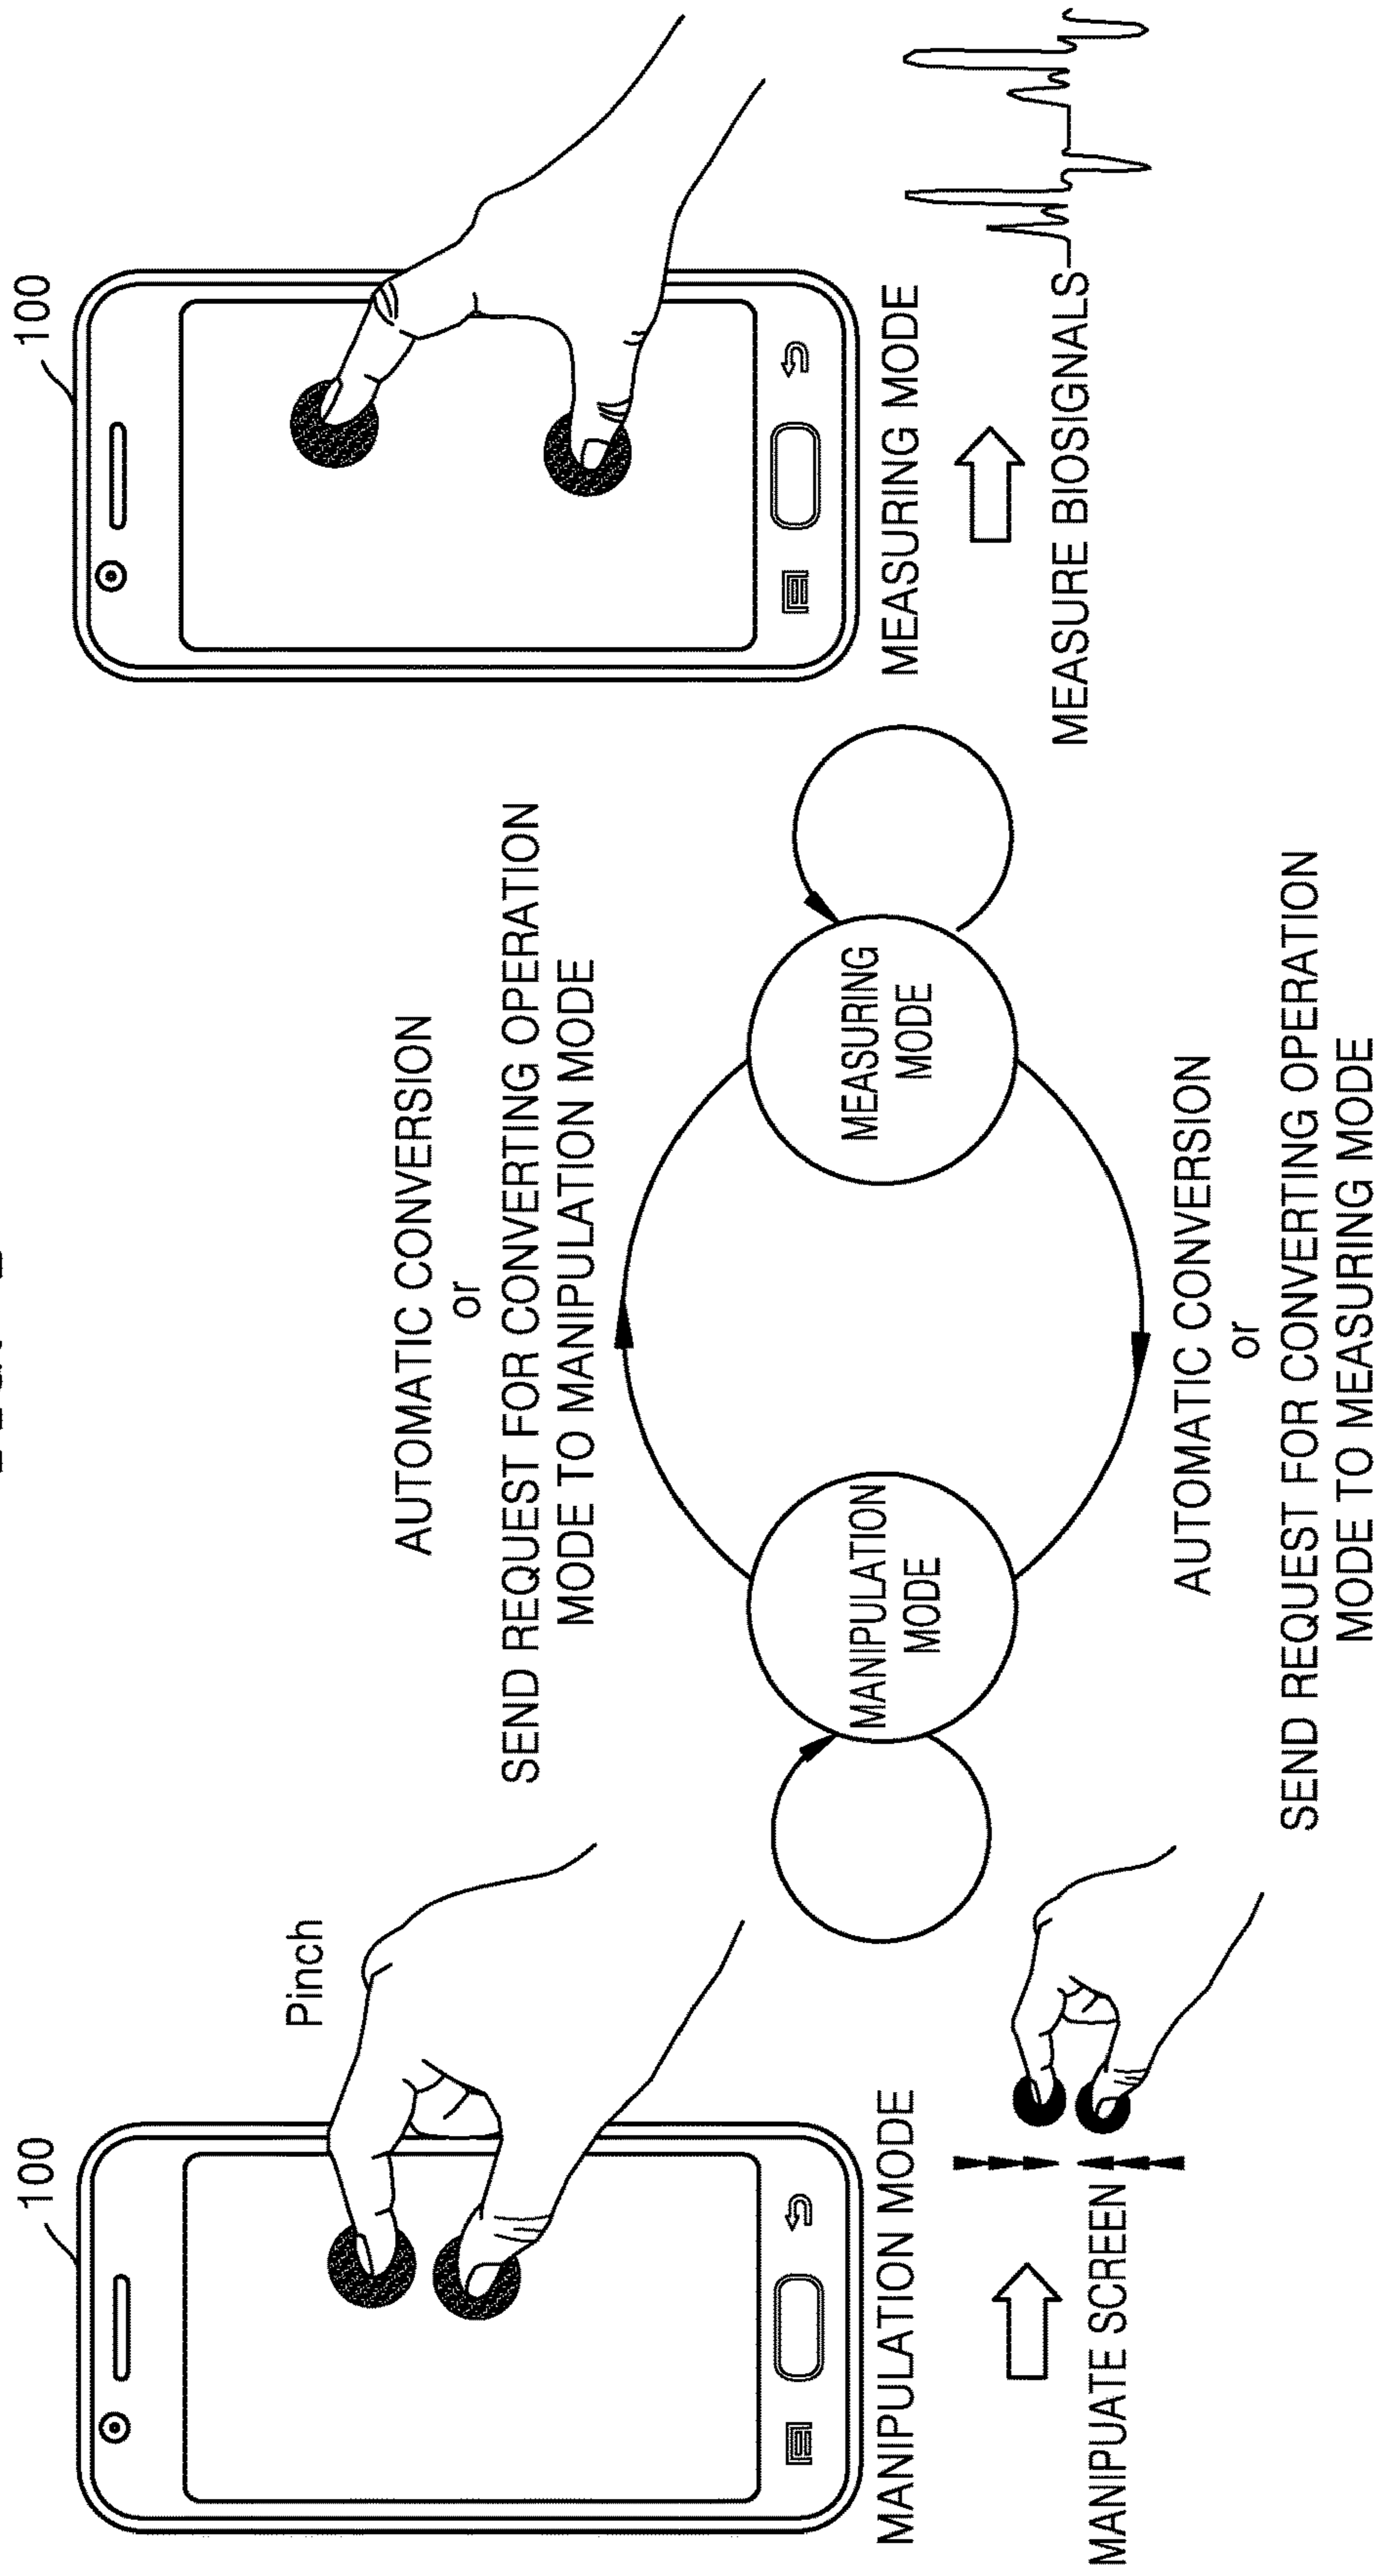 100
Pinch
MANIPULATION MODE
MANIPUATE SCREEN
AUTOMATIC CONVERSION
or
SEND REQUEST FOR CONVERTING OPERATION
MODE TO MANIPULATION MODE
MANIPULATION
MODE
MEASURING
MODE
AUTOMATIC CONVERSION
or
SEND REQUEST FOR CONVERTING OPERATION
MODE TO MEASURING MODE
100
MEASURING MODE
MEASURE BIOSIGNALS